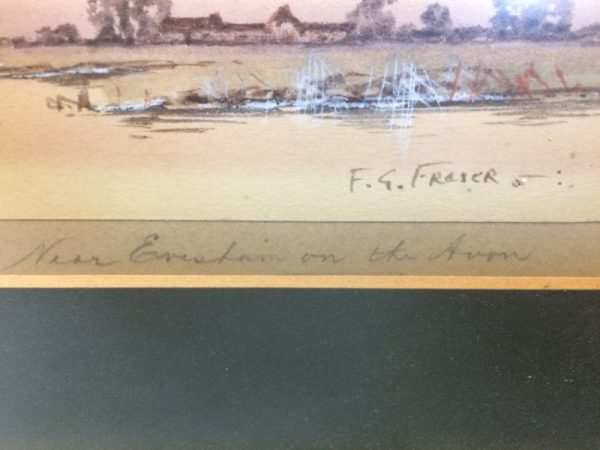 F. G. FRASER
Near Evesham on the Avon